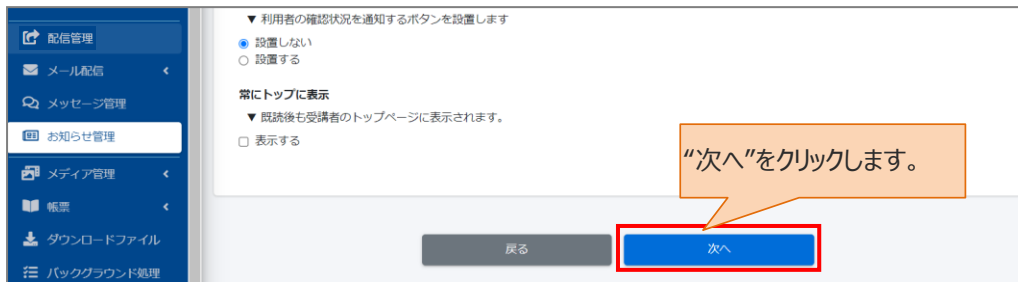 配信管理
メール配信
メッセージ管理
お知らせ管理
メディア管理
帳票
ダウンロードファイル
バックグラウンド処理
▼ 利用者の確認状況を通知するボタンを設置します
設置しない
設置する
常にトップに表示
▼ 既読後も受講者のトップページに表示されます。
表示する
“次へ”をクリックします。
戻る
次へ